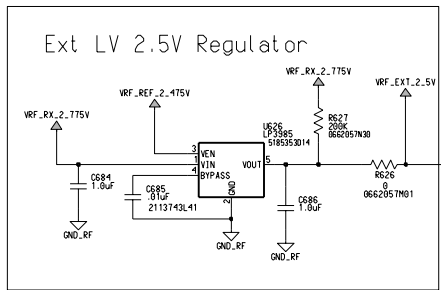 Ext LV 2.5V Regulator
VRF_RX_2_775V
VRF_EXT_2_5V
VRF_REF_2_475V
VRF_RX_2_775V
R627
200K
0662057N30
U626
LP3985
5185353D14
3
VEN
1
VIN
4
BYPASS
GND
2
VOUT
5
C684
1.0uF
C685
.01uF
2113743L41
C686
1.0uF
R626
0
0662057M01
GND_RF
GND_RF
GND_RF